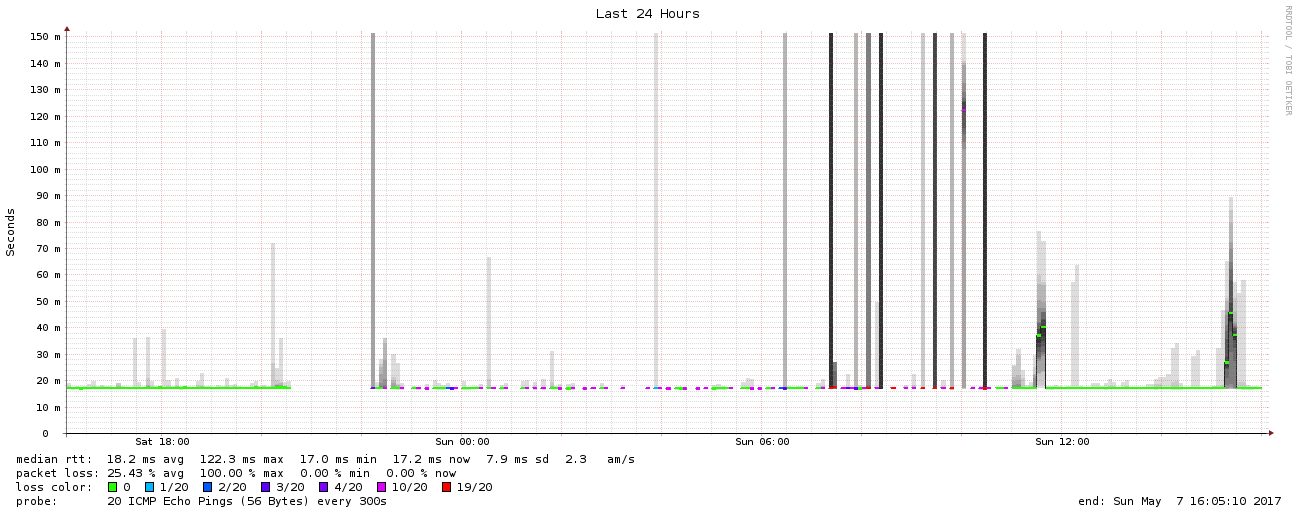 Last 24 Hours
RRDTOOL / TOBI OETIKER
Seconds
150 m
140 m
130 m
120 m
110 m
100 m
90 m
80 m
70 m
60 m
50 m
40 m
30 m
20 m
10 m
0
Sat 18:00 Sun 00:00 Sun 06:00 Sun 12:00
median rtt: 18.2 ms avg 122.3 ms max 17.0 ms min 17.2 ms now 7.9 ms sd 2.3 am/s
packet loss: 25.43 % avg 100.00 % max 0.00 % min 0.00 % now
loss color: 0 1/20 2/20 3/20 4/20 10/20 19/20
probe: 20 ICMP Echo Pings (56 Bytes) every 300s end: Sun May 7 16:05:10 2017